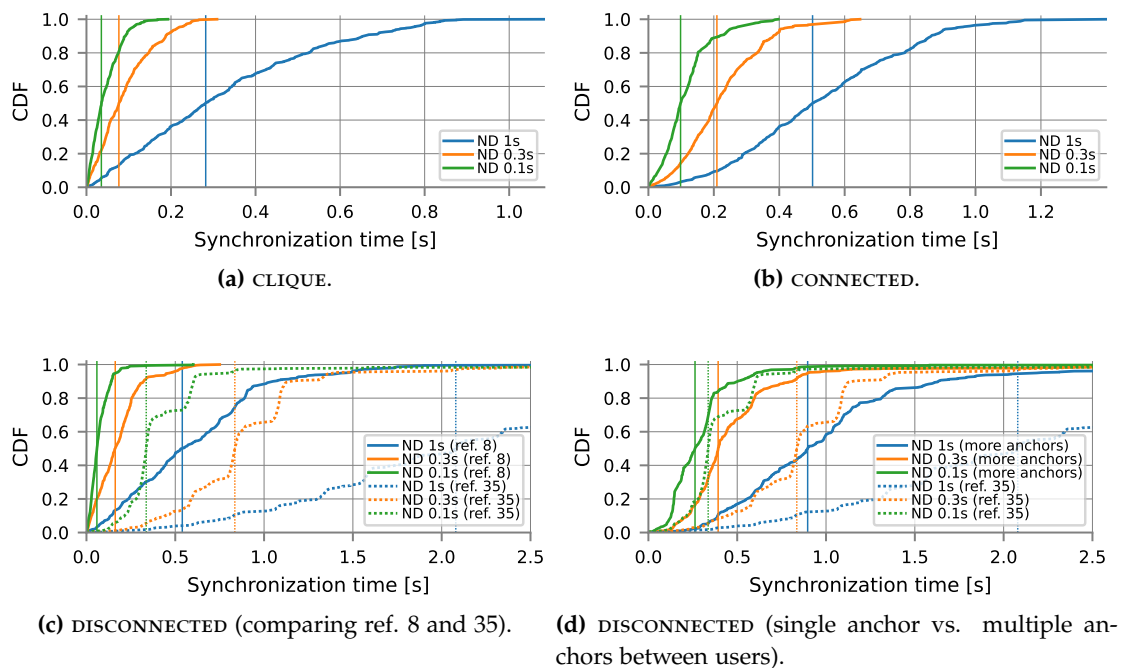 CDF
1.0
0.8
0.6
0.4
0.2
0.0
ND 1s
ND 0.3s
ND 0.1s
0.0 0.2 0.4 0.6 0.8 1.0
Synchronization time [s]
(a) CLIQUE.
CDF
1.0
0.8
0.6
0.4
0.2
0.0
ND 1s
ND 0.3s
ND 0.1s
0.0 0.2 0.4 0.6 0.8 1.0 1.2
Synchronization time [s]
(b) CONNECTED.
CDF
1.0
0.8
0.6
0.4
0.2
0.0
ND 1s (ref. 8)
ND 0.3s (ref. 8)
ND 0.1s (ref. 8)
ND 1s (ref. 35)
ND 0.3s (ref. 35)
ND 0.1s (ref. 35)
0.0 0.5 1.0 1.5 2.0 2.5
Synchronization time [s]
(c) DISCONNECTED (comparing ref. 8 and 35).
CDF
1.0
0.8
0.6
0.4
0.2
0.0
ND 1s (more anchors)
ND 0.3s (more anchors)
ND 0.1s (more anchors)
ND 1s (ref. 35)
ND 0.3s (ref. 35)
ND 0.1s (ref. 35)
0.0 0.5 1.0 1.5 2.0 2.5
Synchronization time [s]
(d) DISCONNECTED (single anchor vs. multiple an-
chors between users).